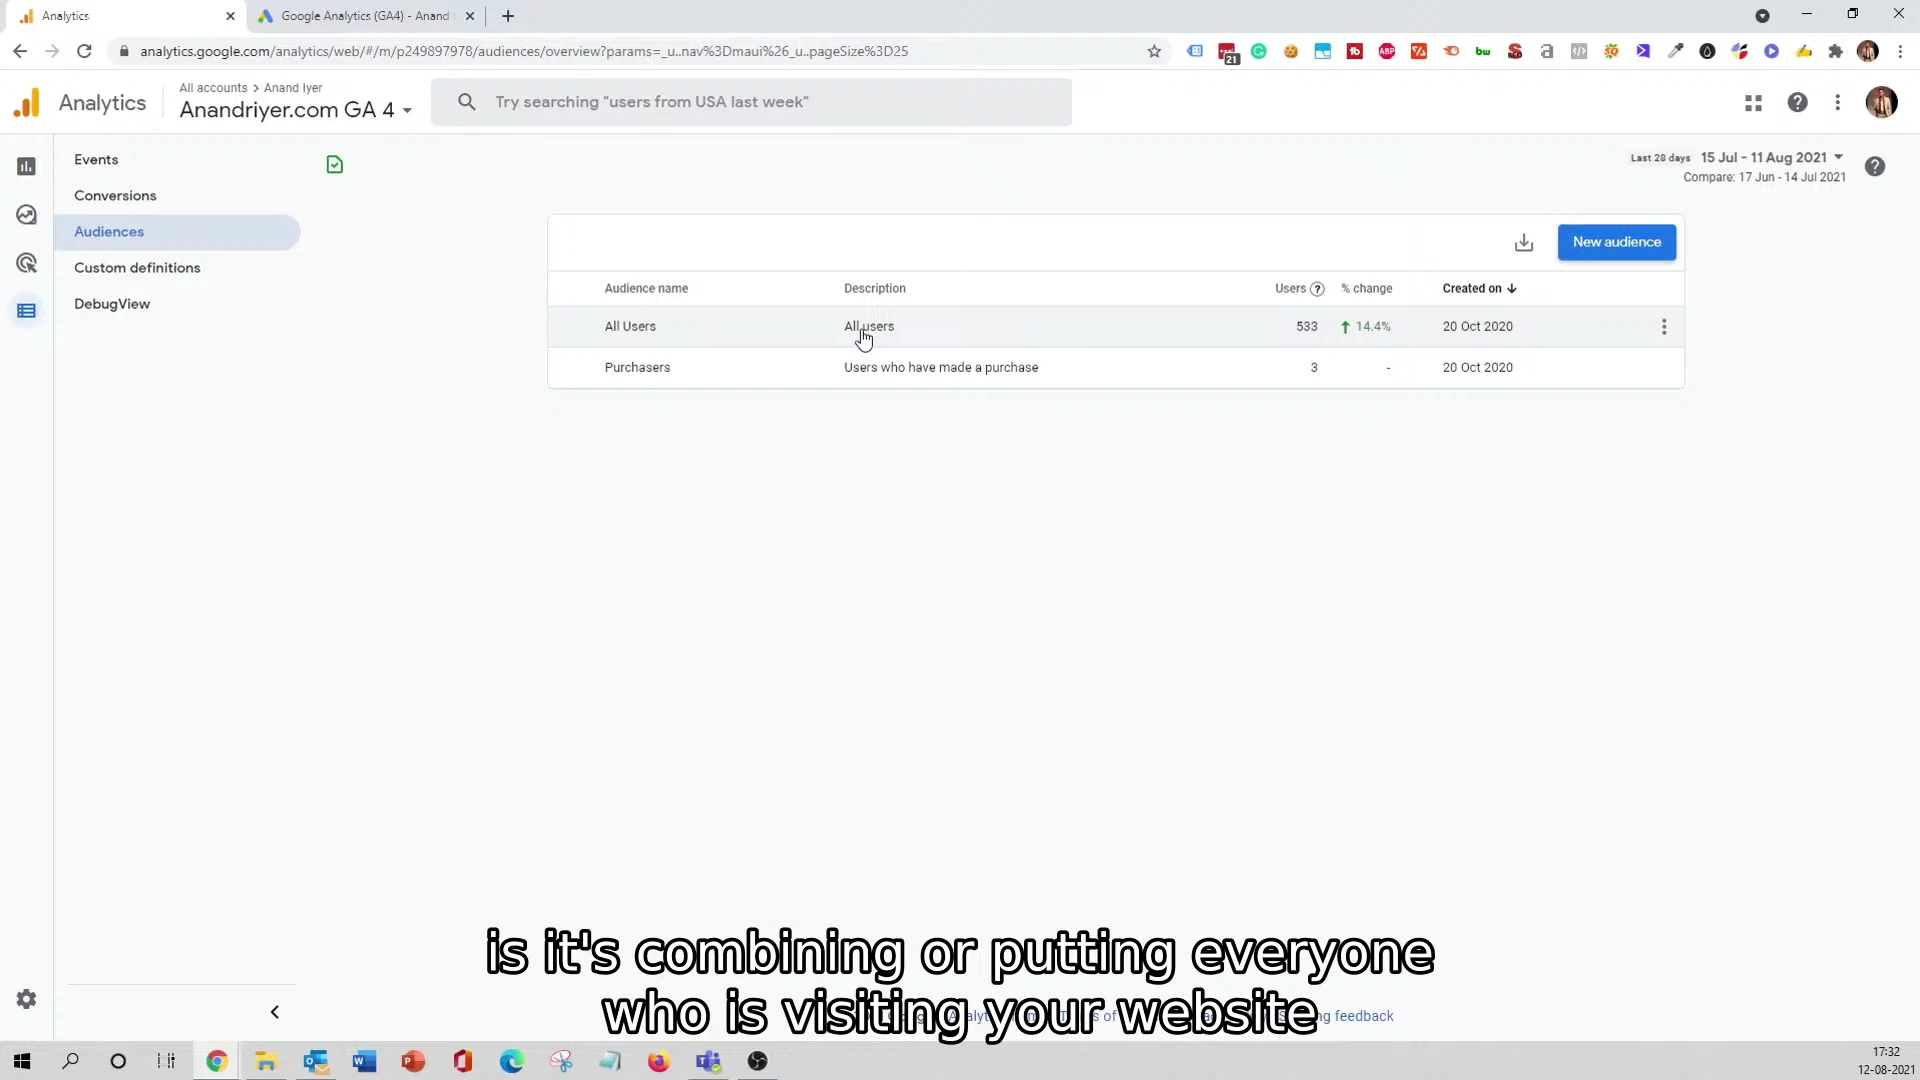 Analytics
Google Analytics (GA4) - Anand
analytics.google.com/analytics/web/#/m/p249897978/audiences/overview?params=_u..nav%3Dmaui%26_u..pageSize%3D25
21
Analytics
All accounts > Anand Iyer
Anandriyer.com GA 4
Try searching "users from USA last week"
Events
Conversions
Audiences
Custom definitions
DebugView
Last 28 days 15 Jul - 11 Aug 2021
Compare: 17 Jun - 14 Jul 2021
New audience
Audience name Description Users % change Created on
All Users All users 533 14.4% 20 Oct 2020
Purchasers Users who have made a purchase 3 - 20 Oct 2020
is it's combining or putting everyone
who is visiting your website
feedback
17:32
12-08-2021